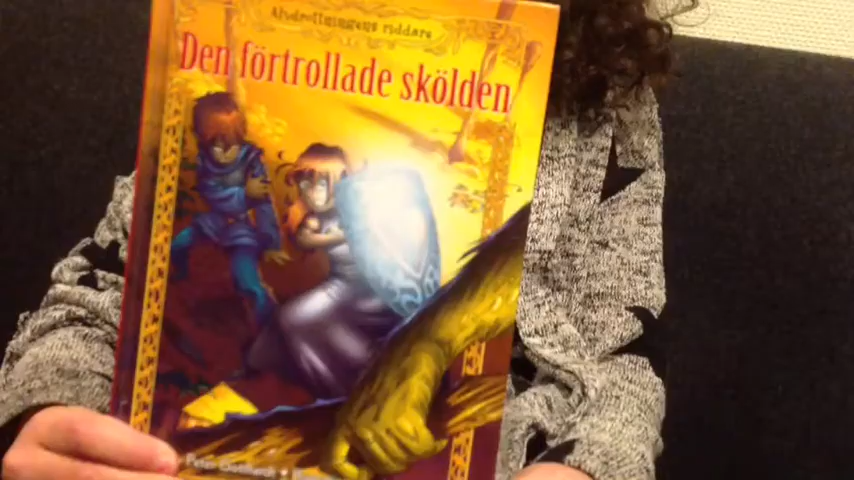 Alvdrottningens riddare
Den förtrollade skölden
Peter Gotthardt